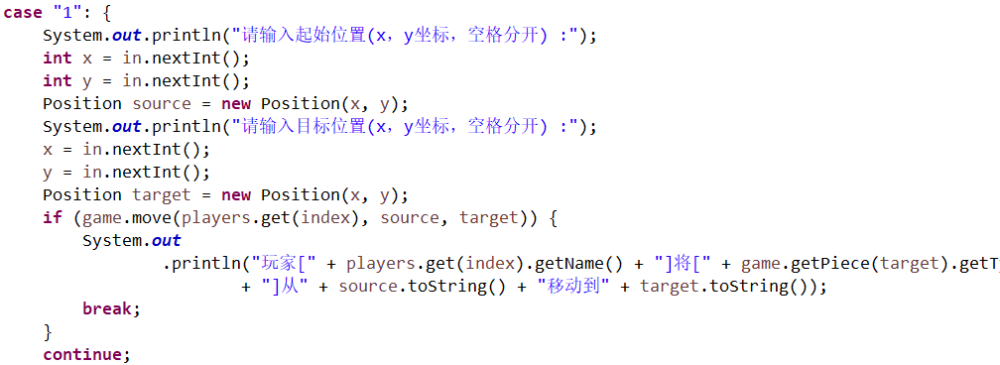 case "1": {
System.out.println("请输入起始位置(x，y坐标，空格分开) :");
int x = in.nextInt();
int y = in.nextInt();
Position source = new Position(x, y);
System.out.println("请输入目标位置(x，y坐标，空格分开) :");
x = in.nextInt();
y = in.nextInt();
Position target = new Position(x, y);
if (game.move(players.get(index), source, target)) {
System.out
.println("玩家[" + players.get(index).getName() + "]将[" + game.getPiece(target).getT
+ "]从" + source.toString() + "移动到" + target.toString());
break;
}
continue;